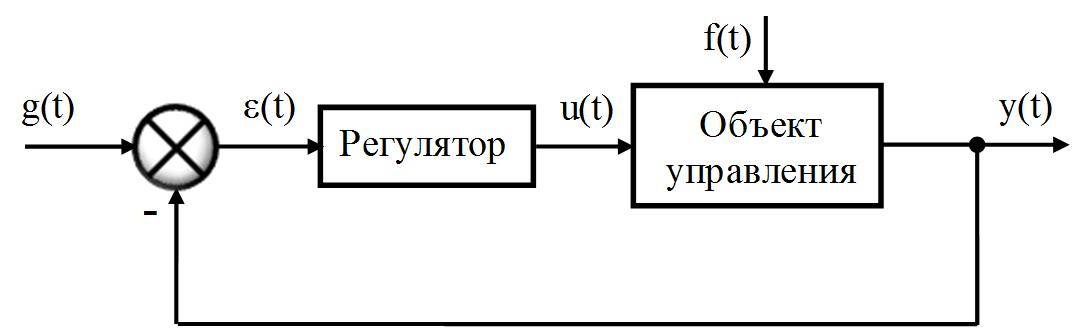 f(t)
g(t)
ε(t)
Регулятор
u(t)
Объект
управления
y(t)
-